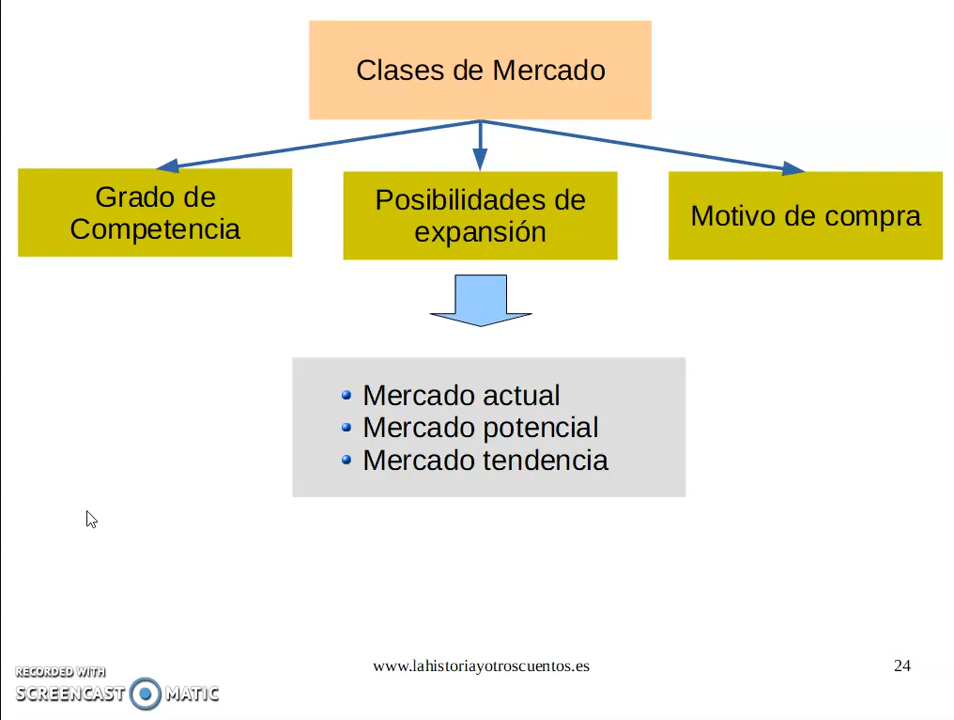 Clases de Mercado
Grado de
Competencia
Posibilidades de
expansión
Motivo de compra
Mercado actual
Mercado potencial
Mercado tendencia
www.lahistoriayotroscuentos.es
24
RECORDED WITH
SCREENCAST MATIC